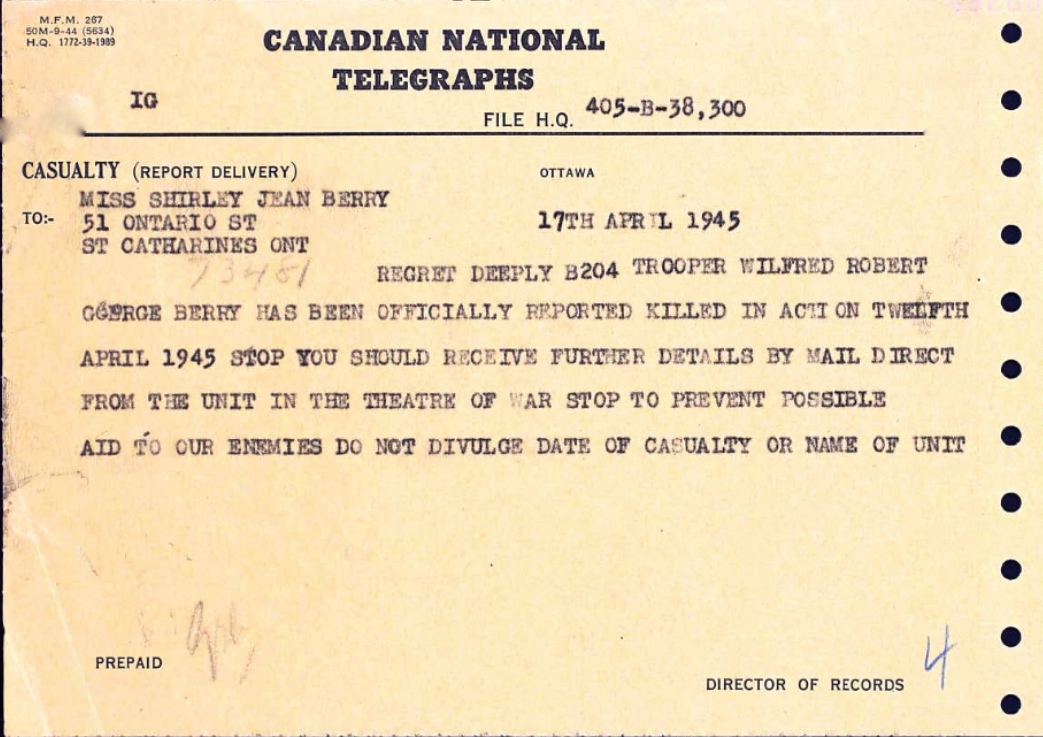 M.F.M. 267
50M-9-44 (5634)
H.Q. 1772-39-1989
CANADIAN NATIONAL
TELEGRAPHS
IG
FILE H.Q. 405-B-38,300
CASUALTY (REPORT DELIVERY)
OTTAWA
TO:- MISS SHIRLEY JEAN BERRY
51 ONTARIO ST
17TH APRIL 1945
ST CATHARINES ONT
73481
REGRET DEEPLY B204 TROOPER WILFRED ROBERT
GEORGE BERRY HAS BEEN OFFICIALLY REPORTED KILLED IN ACTION TWELFTH
APRIL 1945 STOP YOU SHOULD RECEIVE FURTHER DETAILS BY MAIL DIRECT
FROM THE UNIT IN THE THEATRE OF WAR STOP TO PREVENT POSSIBLE
AID TO OUR ENEMIES DO NOT DIVULGE DATE OF CASUALTY OR NAME OF UNIT
PREPAID
DIRECTOR OF RECORDS
4